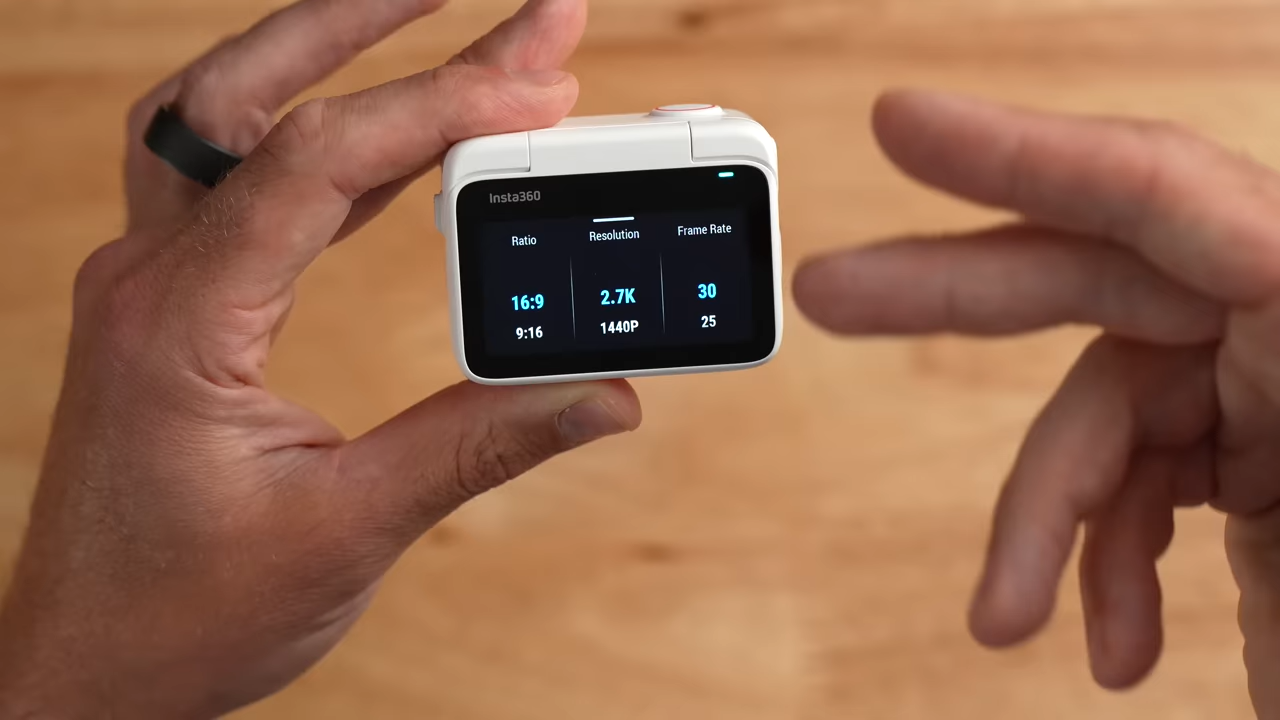 Insta360
Ratio Resolution Frame Rate
16:9 2.7K 30
9:16 1440P 25